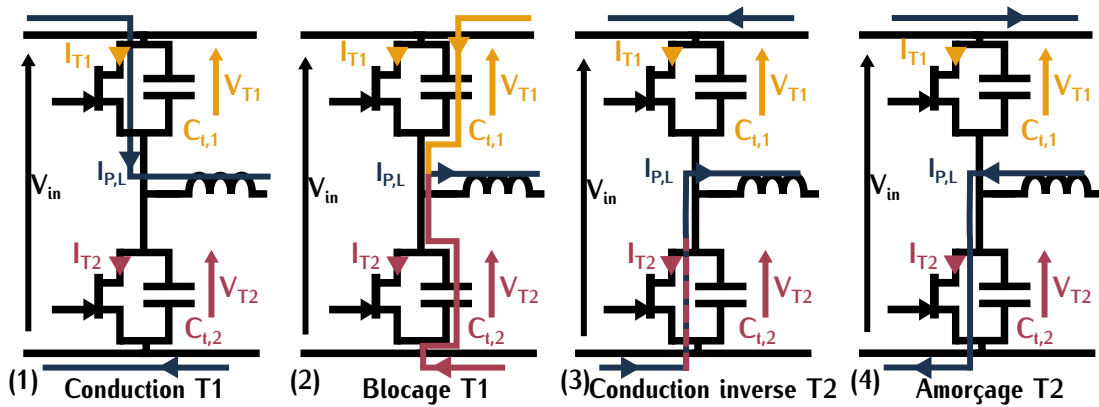 I_T1
V_T1
C_t,1
I_P,L
V_in
I_T2
V_T2
C_t,2
(1) Conduction T1
I_T1
V_T1
C_t,1
I_P,L
V_in
I_T2
V_T2
C_t,2
(2) Blocage T1
I_T1
V_T1
C_t,1
I_P,L
V_in
I_T2
V_T2
C_t,2
(3) Conduction inverse T2
I_T1
V_T1
C_t,1
I_P,L
V_in
I_T2
V_T2
C_t,2
(4) Amorçage T2